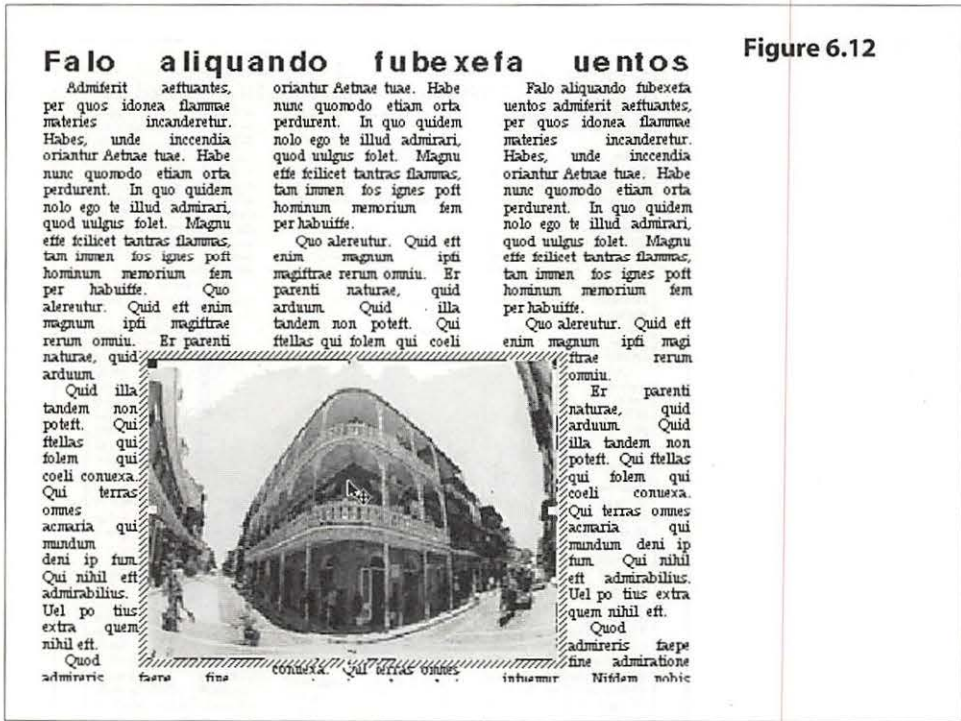 Figure 6.12
Falo aliquando fubexefa uentos
Admiferit aeftuantes,
per quos idonea flammae
materies incanderetur.
Habes, unde inccendia
oriantur Aetnae tuae. Habe
nunc quomodo etiam orta
perdurent. In quo quidem
nolo ego te illud admirari,
quod uulgus folet. Magnu
effe fcilicet tantras flammas,
tam immen fos ignes poft
hominum memorium fem
per habuiffe. Quo
alereutur. Quid eft enim
magnum ipfi magiftrae
rerum omniu. Er parenti
naturae, quid
arduum
Quid illa
tandem non
poteft. Qui
ftellas qui
folem qui
coeli conuexa.
Qui terras
omnes
acmaria qui
mundum
deni ip fum.
Qui nihil eft
admirabilius.
Uel po tius
extra quem
nihil eft.
Quod
admireris faepe fine
oriantur Aetnae tuae. Habe
nunc quomodo etiam orta
perdurent. In quo quidem
nolo ego te illud admirari,
quod uulgus folet. Magnu
effe fcilicet tantras flammas,
tam immen fos ignes poft
hominum memorium fem
per habuiffe.
Quo alereutur. Quid eft
enim magnum ipfi
magiftrae rerum omniu. Er
parenti naturae, quid
arduum Quid illa
tandem non poteft. Qui
ftellas qui folem qui coeli
conuexa. Qui terras omnes
Falo aliquando fubexefa
uentos admiferit aeftuantes,
per quos idonea flammae
materies incanderetur.
Habes, unde inccendia
oriantur Aetnae tuae. Habe
nunc quomodo etiam orta
perdurent. In quo quidem
nolo ego te illud admirari,
quod uulgus folet. Magnu
effe fcilicet tantras flammas,
tam immen fos ignes poft
hominum memorium fem
per habuiffe.
Quo alereutur. Quid eft
enim magnum ipfi magi
ftrae rerum
omniu.
Er parenti
naturae, quid
arduum Quid
illa tandem non
poteft. Qui ftellas
qui folem qui
coeli conuexa.
Qui terras omnes
acmaria qui
mundum deni ip
fum. Qui nihil
eft admirabilius.
Uel po tius extra
quem nihil eft.
Quod
admireris faepe
fine admiratione
intuemur Nifdem nobis